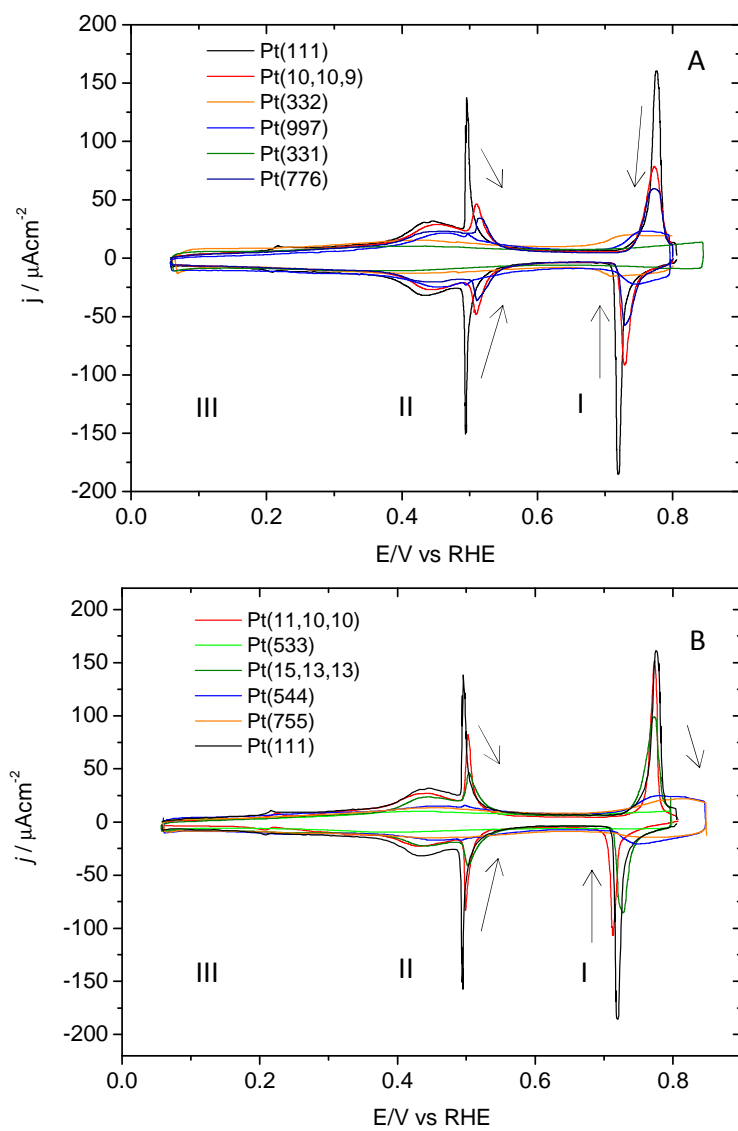 A
Pt(111)
Pt(10,10,9)
Pt(332)
Pt(997)
Pt(331)
Pt(776)
200
150
100
50
0
-50
-100
-150
-200
j / μAcm-2
III
II
I
0.0
0.2
0.4
0.6
0.8
E/V vs RHE
B
Pt(11,10,10)
Pt(533)
Pt(15,13,13)
Pt(544)
Pt(755)
Pt(111)
200
150
100
50
0
-50
-100
-150
-200
j / μAcm-2
III
II
I
0.0
0.2
0.4
0.6
0.8
E/V vs RHE